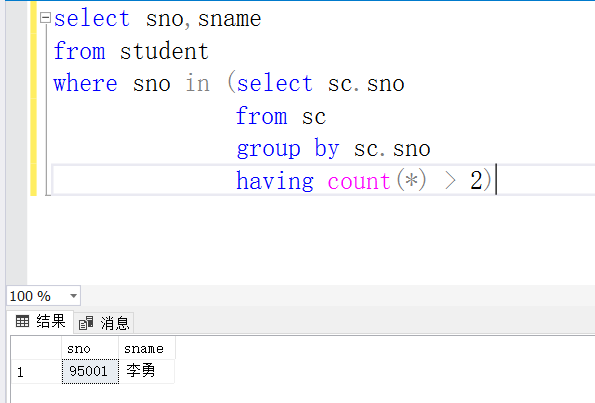 select sno,sname
from student
where sno in (select sc.sno
from sc
group by sc.sno
having count(*) > 2)
100 %
结果 消息
sno sname
1 95001 李勇